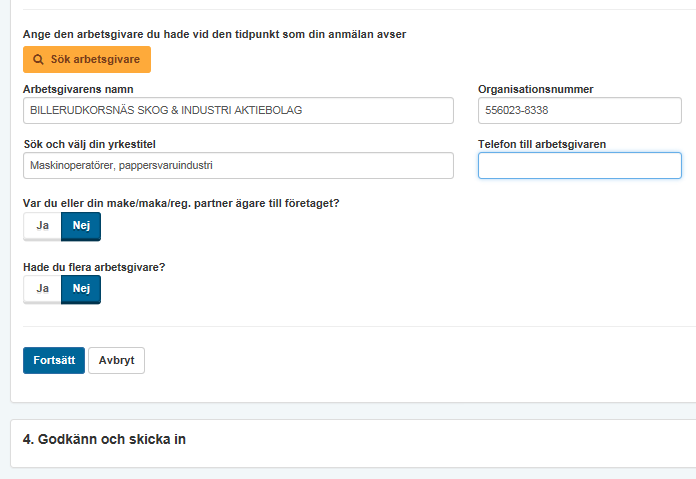 Ange den arbetsgivare du hade vid den tidpunkt som din anmälan avser
Sök arbetsgivare
Arbetsgivarens namn
Organisationsnummer
BILLERUDKORSNÄS SKOG & INDUSTRI AKTIEBOLAG
556023-8338
Sök och välj din yrkestitel
Telefon till arbetsgivaren
Maskinoperatörer, pappersvaruindustri
Var du eller din make/maka/reg. partner ägare till företaget?
Ja Nej
Hade du flera arbetsgivare?
Ja Nej
Fortsätt Avbryt
4. Godkänn och skicka in